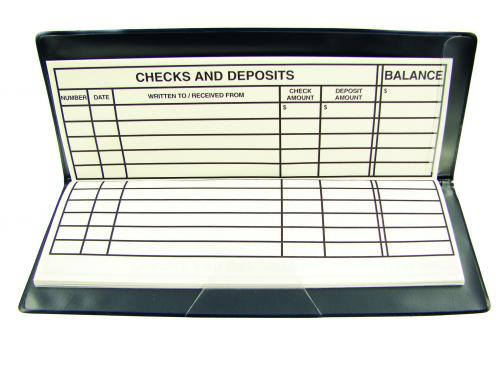 CHECKS AND DEPOSITS BALANCE
NUMBER DATE WRITTEN TO / RECEIVED FROM CHECK AMOUNT DEPOSIT AMOUNT
$ $ $